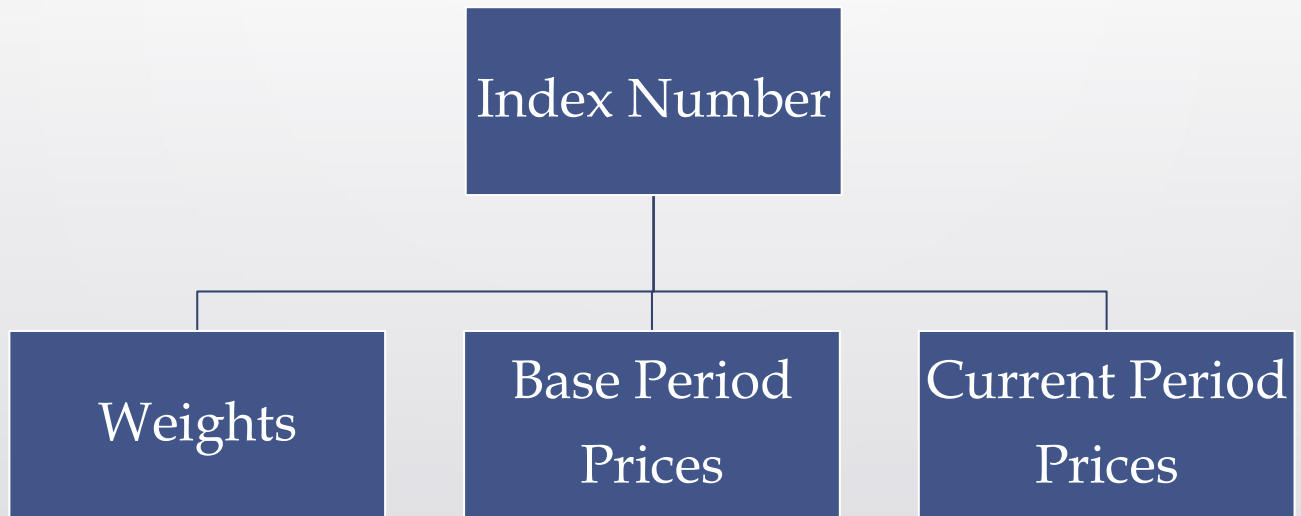 Index Number
Weights
Base Period
Prices
Current Period
Prices